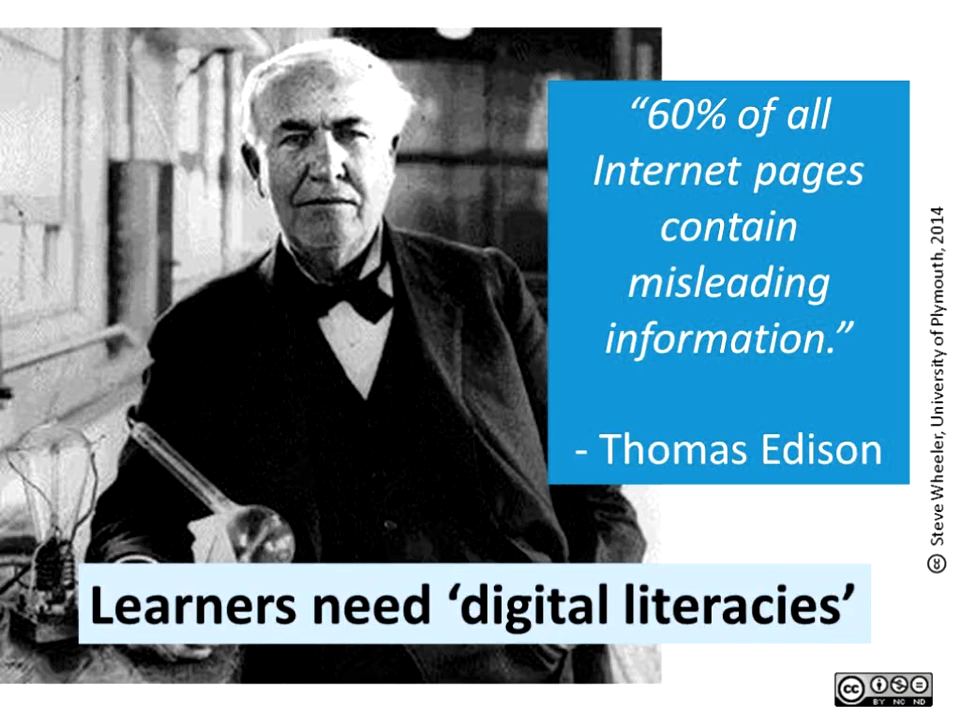 “60% of all
Internet pages
contain
misleading
information.”
- Thomas Edison
Learners need ‘digital literacies’
cc Steve Wheeler, University of Plymouth, 2014
cc
BY NC ND